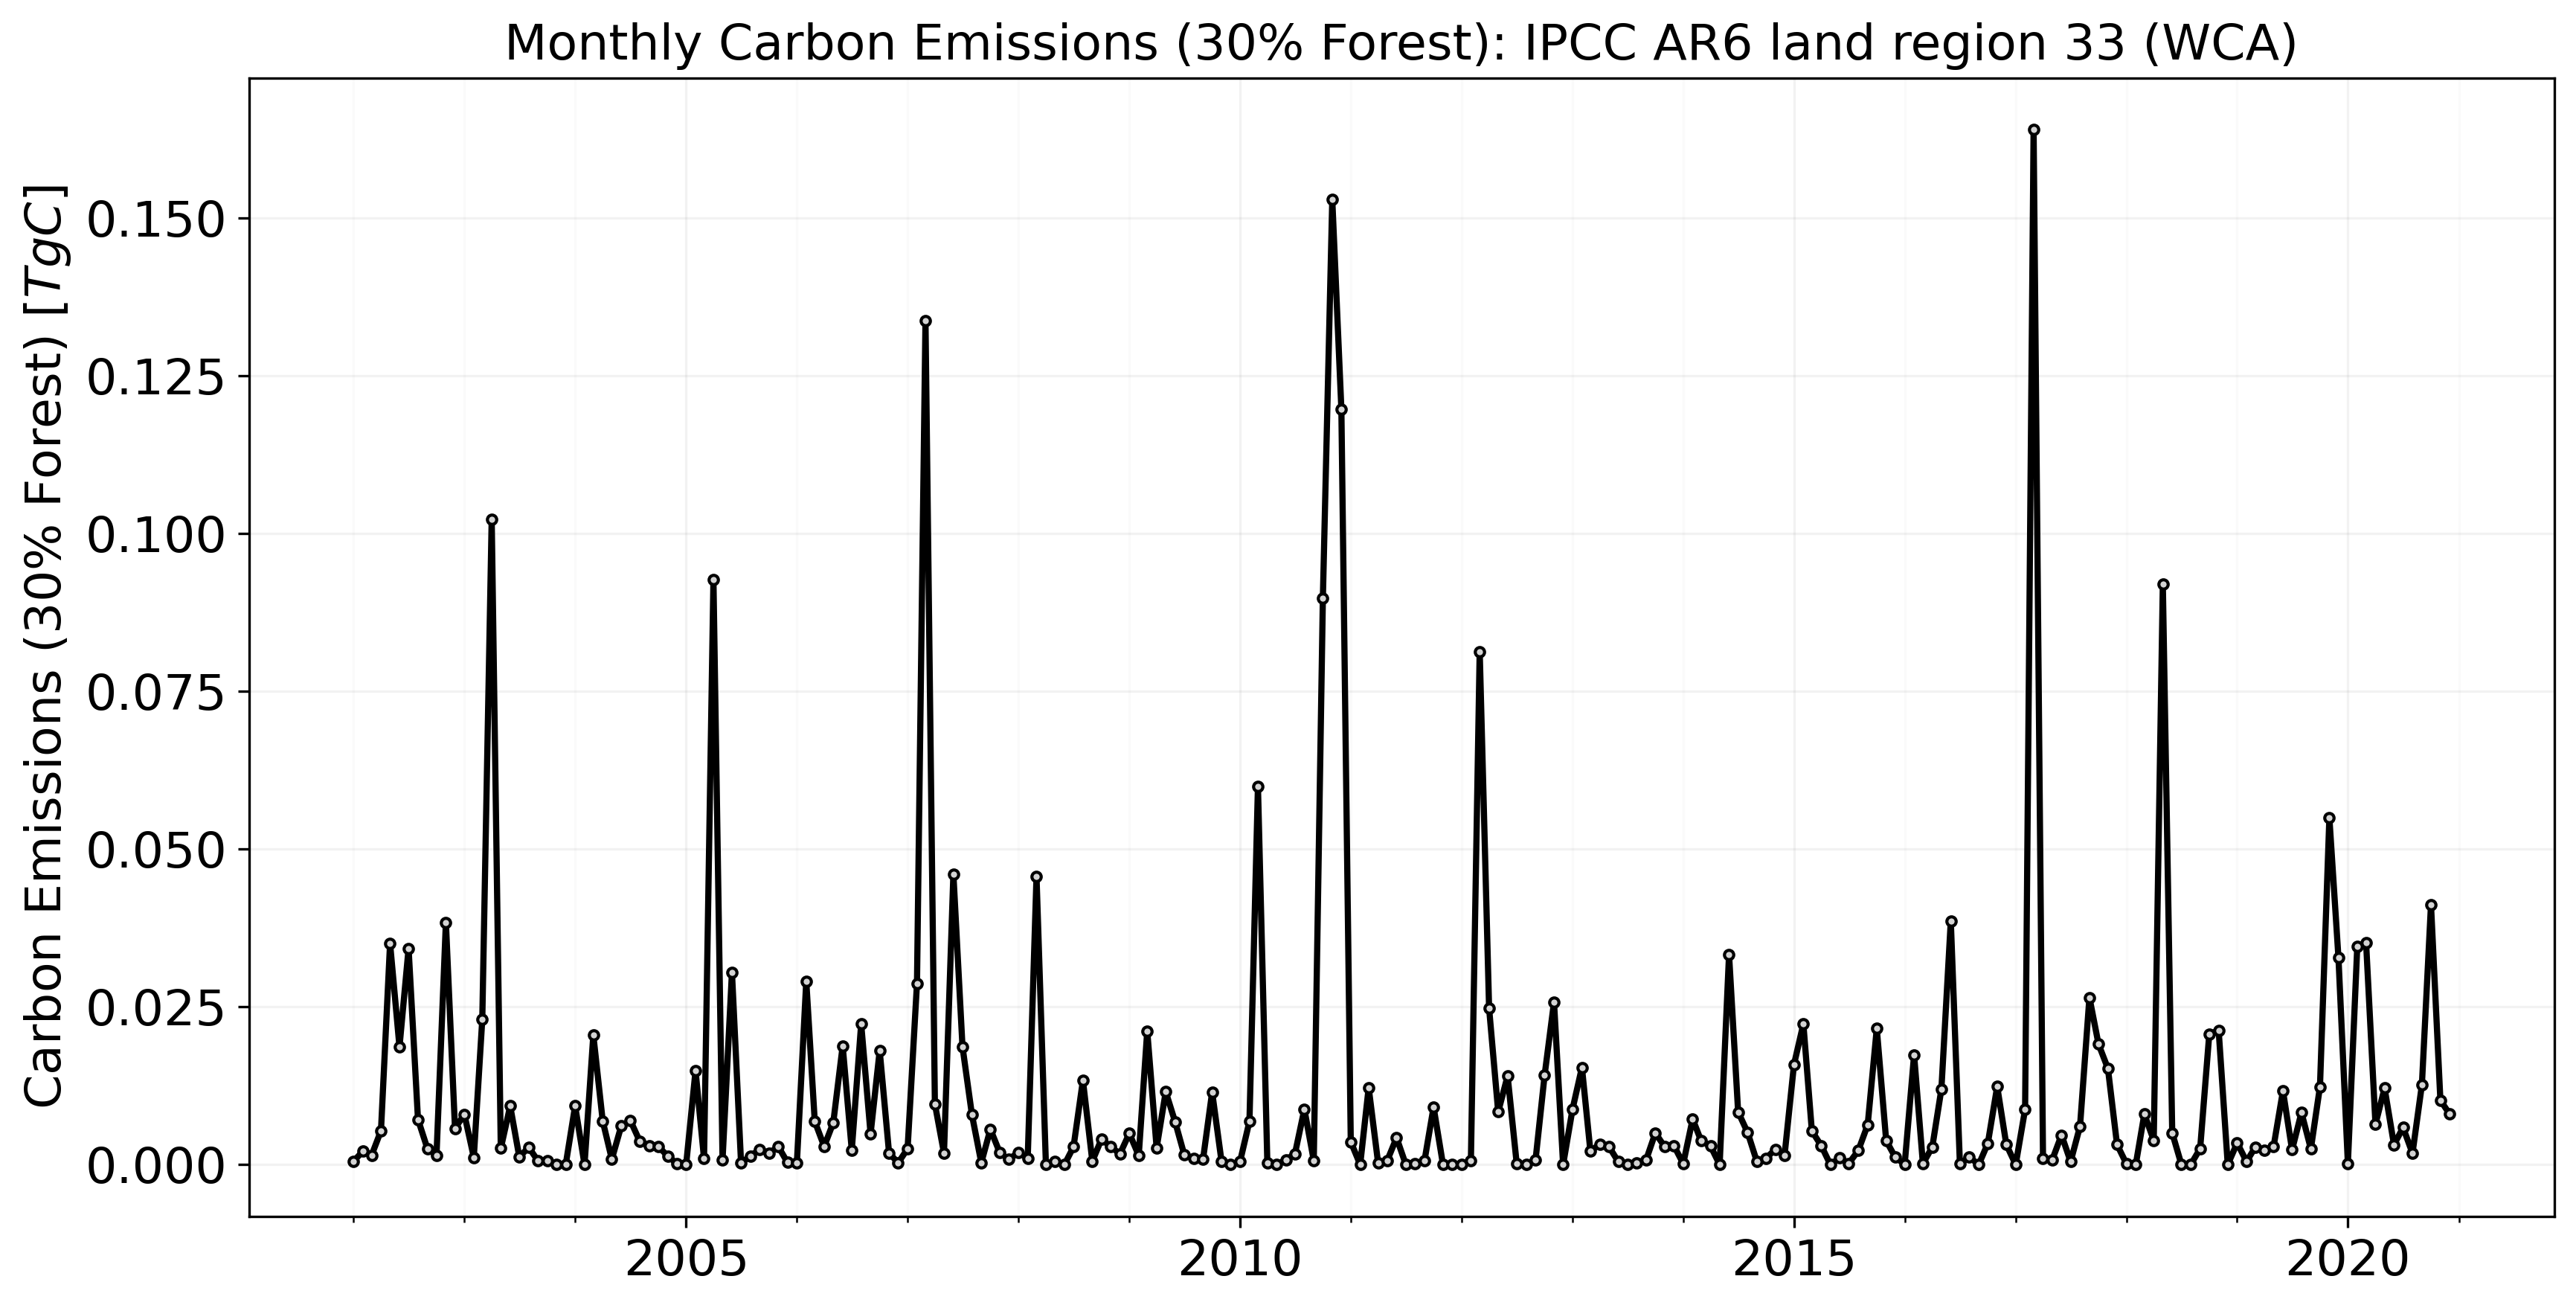 Monthly Carbon Emissions (30% Forest): IPCC AR6 land region 33 (WCA)
Carbon Emissions (30% Forest) [TgC]
0.150
0.125
0.100
0.075
0.050
0.025
0.000
2005 2010 2015 2020